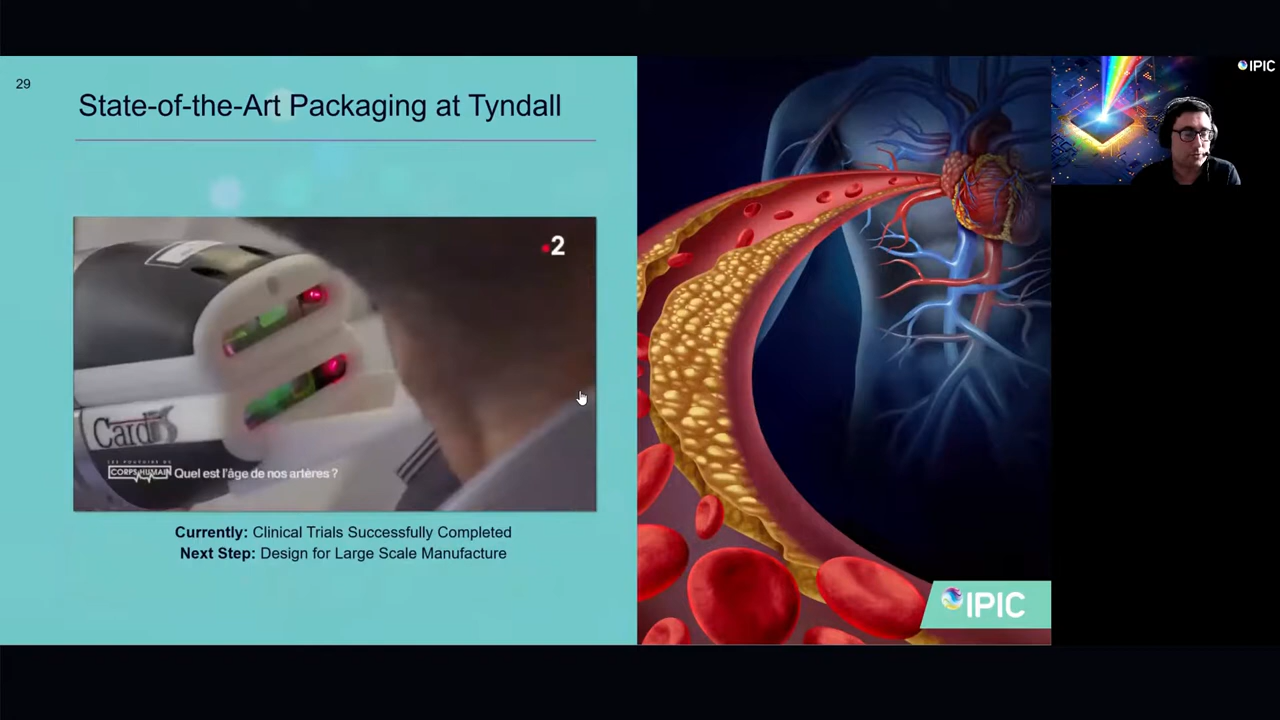 29
State-of-the-Art Packaging at Tyndall
2
Card
LES POUVOIRS DU
CORPS HUMAIN
Quel est l'âge de nos artères ?
Currently: Clinical Trials Successfully Completed
Next Step: Design for Large Scale Manufacture
IPIC
IPIC